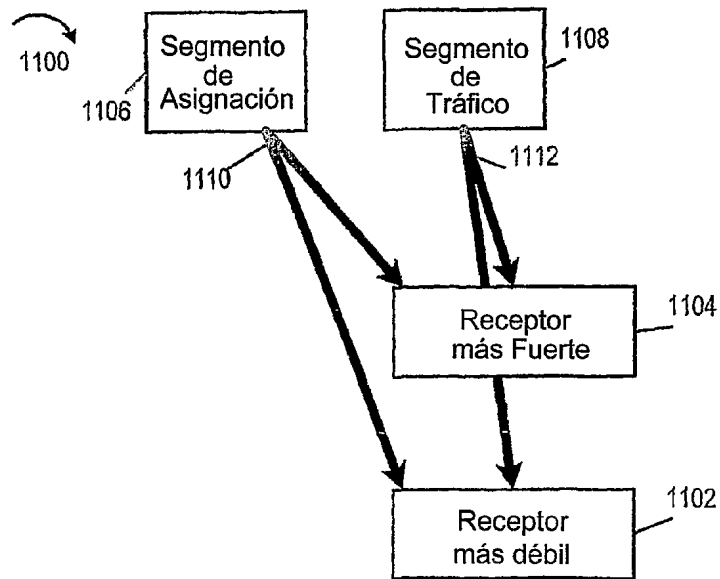 1100
1106
Segmento
de
Asignación
Segmento
de
Tráfico
1108
1110
1112
Receptor
más Fuerte
1104
Receptor
más débil
1102